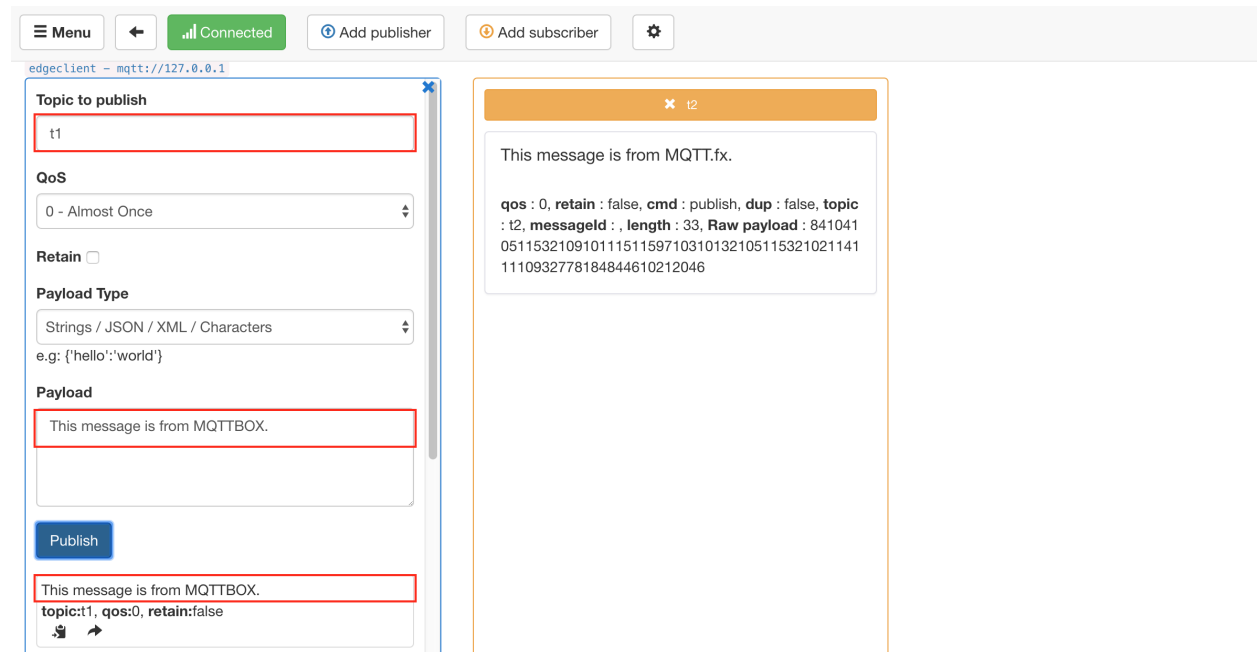 Menu
Connected
Add publisher
Add subscriber
edgeclient - mqtt://127.0.0.1
Topic to publish
t1
QoS
0 - Almost Once
Retain
Payload Type
Strings / JSON / XML / Characters
e.g: {'hello':'world'}
Payload
This message is from MQTTBOX.
Publish
This message is from MQTTBOX.
topic:t1, qos:0, retain:false
t2
This message is from MQTT.fx.
qos : 0, retain : false, cmd : publish, dup : false, topic
: t2, messageId : , length : 33, Raw payload : 841041
05115321091011151159710310132105115321021141
1110932778184844610212046